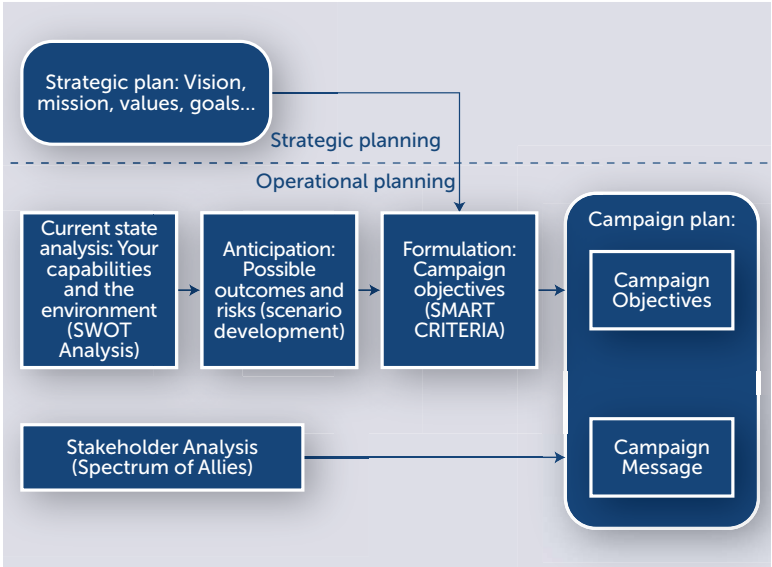 Strategic plan: Vision,
mission, values, goals...
Strategic planning
Operational planning
Current state
analysis: Your
capabilities
and the
environment
(SWOT
Analysis)
Anticipation:
Possible
outcomes and
risks (scenario
development)
Formulation:
Campaign
objectives
(SMART
CRITERIA)
Campaign plan:
Campaign
Objectives
Stakeholder Analysis
(Spectrum of Allies)
Campaign
Message